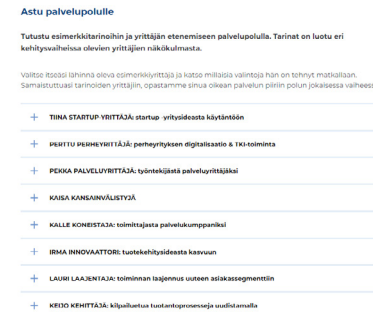 Astu palvelupolulle
Tutustu esimerkkitarinoihin ja yrittäjän etenemiseen palvelupolulla. Tarinat on luotu eri
kehitysvaiheissa olevien yrittäjien näkökulmasta.
Valitse itseäsi lähinnä oleva esimerkkiyrittäjä ja katso millaisia valintoja hän on tehnyt matkallaan.
Samaistuttuasi tarinoiden yrittäjiin, opastamme sinua oikean palvelun piiriin polun jokaisessa vaiheess
TIINA STARTUP-YRITTÄJÄ: startup -yritysideasta käytäntöön
PERTTU PERHEYRITTÄJÄ: perheyrityksen digitalisaatio & TKI-toiminta
PEKKA PALVELUYRITTÄJÄ: työntekijästä palveluyrittäjäksi
KAISA KANSAINVÄLISTYJÄ
KALLE KONEISTAJA: toimittajasta palvelukumppaniksi
IRMA INNOVAATTORI: tuotekehitysideasta kasvuun
LAURI LAAJENTAJA: toiminnan laajennus uuteen asiakassegmenttiin
KEIJO KEHITTÄJÄ: kilpailuetua tuotantoprosesseja uudistamalla